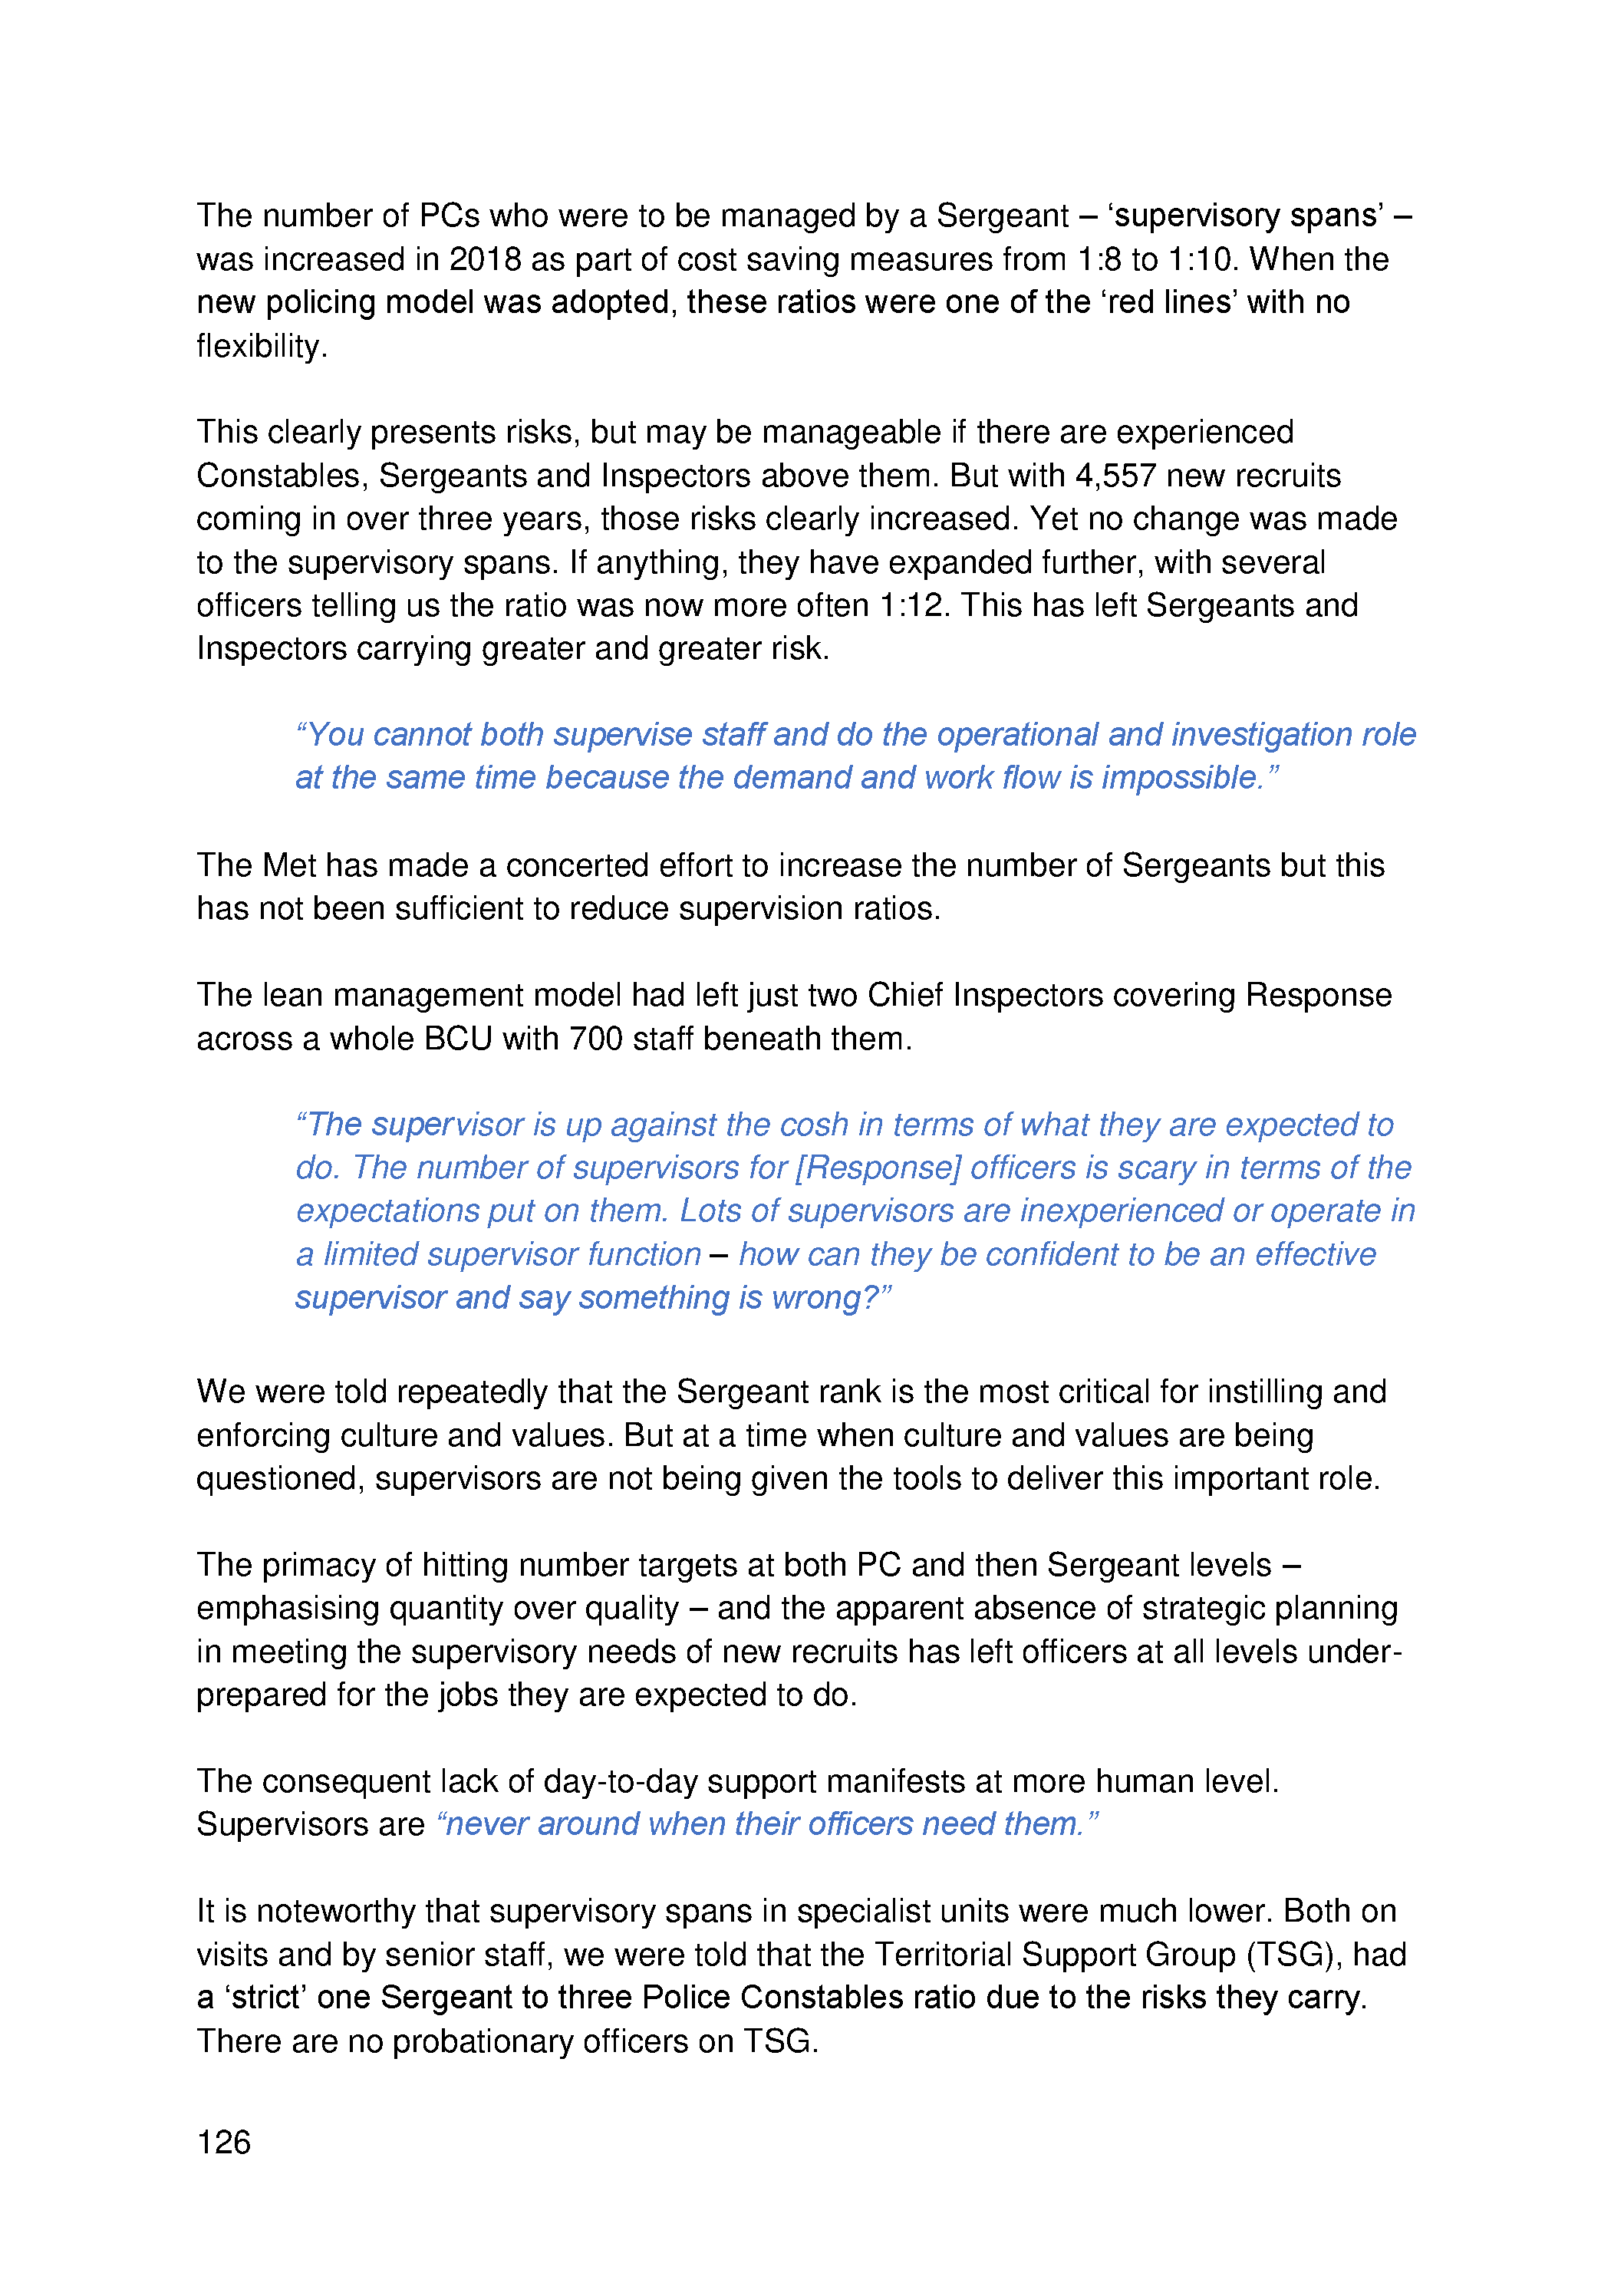 The number of PCs who were to be managed by a Sergeant – ‘supervisory spans’ –
was increased in 2018 as part of cost saving measures from 1:8 to 1:10. When the
new policing model was adopted, these ratios were one of the ‘red lines’ with no
flexibility.
This clearly presents risks, but may be manageable if there are experienced
Constables, Sergeants and Inspectors above them. But with 4,557 new recruits
coming in over three years, those risks clearly increased. Yet no change was made
to the supervisory spans. If anything, they have expanded further, with several
officers telling us the ratio was now more often 1:12. This has left Sergeants and
Inspectors carrying greater and greater risk.
“You cannot both supervise staff and do the operational and investigation role
at the same time because the demand and work flow is impossible.”
The Met has made a concerted effort to increase the number of Sergeants but this
has not been sufficient to reduce supervision ratios.
The lean management model had left just two Chief Inspectors covering Response
across a whole BCU with 700 staff beneath them.
“The supervisor is up against the cosh in terms of what they are expected to
do. The number of supervisors for [Response] officers is scary in terms of the
expectations put on them. Lots of supervisors are inexperienced or operate in
a limited supervisor function – how can they be confident to be an effective
supervisor and say something is wrong?”
We were told repeatedly that the Sergeant rank is the most critical for instilling and
enforcing culture and values. But at a time when culture and values are being
questioned, supervisors are not being given the tools to deliver this important role.
The primacy of hitting number targets at both PC and then Sergeant levels –
emphasising quantity over quality – and the apparent absence of strategic planning
in meeting the supervisory needs of new recruits has left officers at all levels under-
prepared for the jobs they are expected to do.
The consequent lack of day-to-day support manifests at more human level.
Supervisors are “never around when their officers need them.”
It is noteworthy that supervisory spans in specialist units were much lower. Both on
visits and by senior staff, we were told that the Territorial Support Group (TSG), had
a ‘strict’ one Sergeant to three Police Constables ratio due to the risks they carry.
There are no probationary officers on TSG.
126